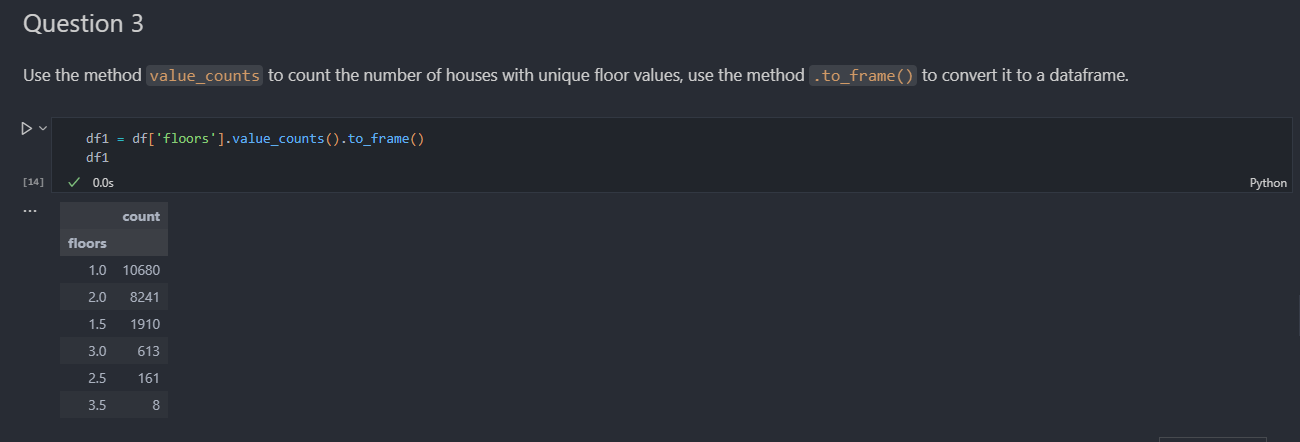 Question 3
Use the method value_counts to count the number of houses with unique floor values, use the method .to_frame() to convert it to a dataframe.
df1 = df['floors'].value_counts().to_frame()
df1
[14] 0.0s Python
... count
floors
1.0 10680
2.0 8241
1.5 1910
3.0 613
2.5 161
3.5 8